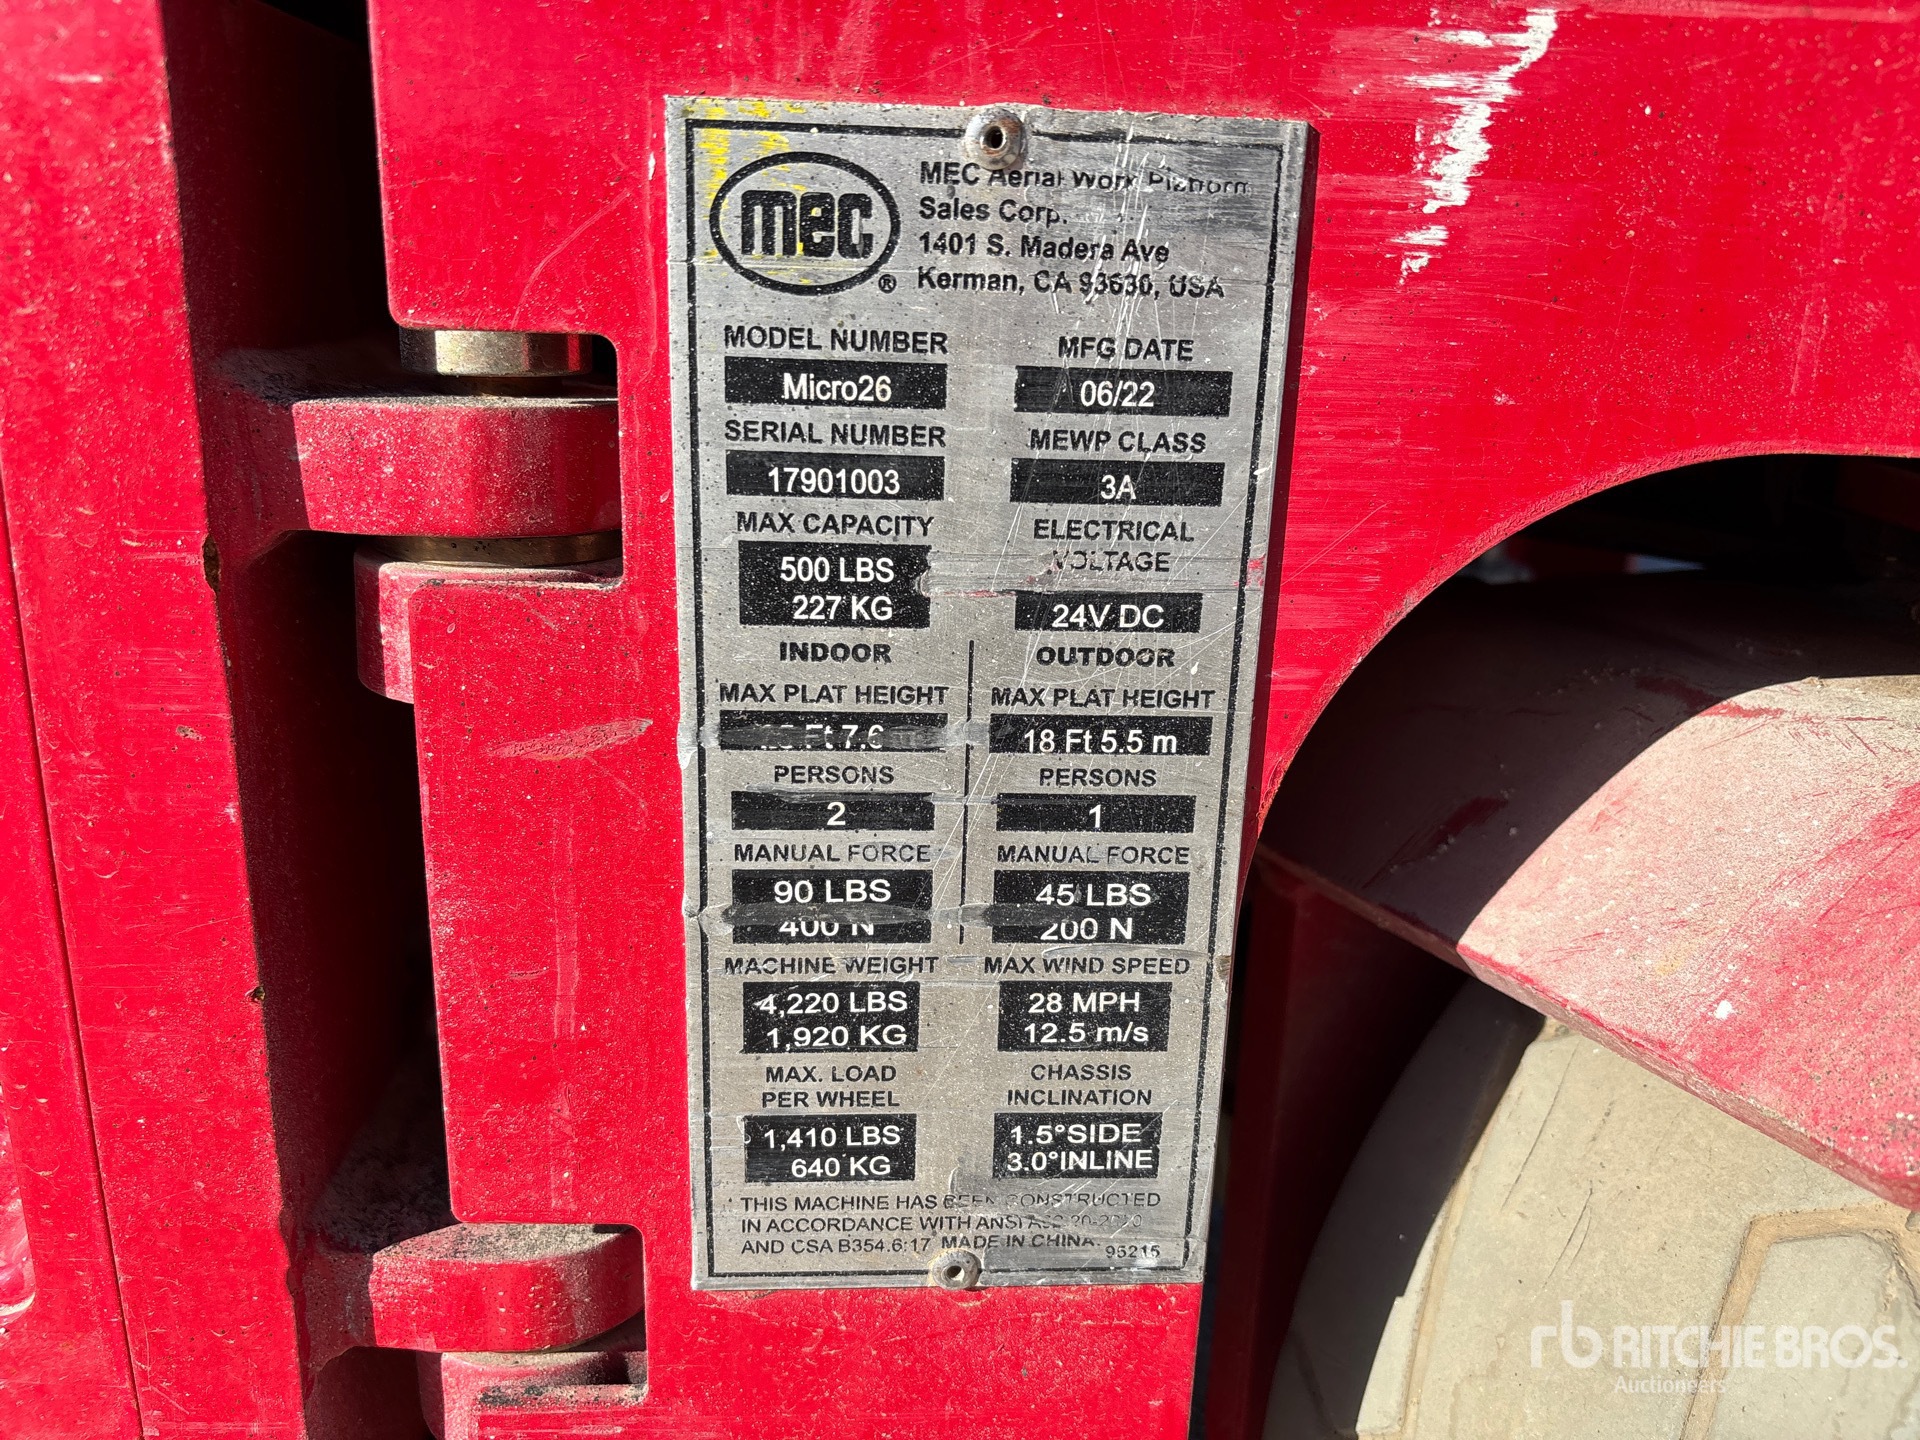 mec
®
MEC Aerial Work Platform
Sales Corp.
1401 S. Madera Ave
Kerman, CA 93630, USA
MODEL NUMBER
Micro26
MFG DATE
06/22
SERIAL NUMBER
17901003
MEWP CLASS
3A
MAX CAPACITY
500 LBS
227 KG
ELECTRICAL
VOLTAGE
24V DC
INDOOR
OUTDOOR
MAX PLAT HEIGHT
Ft
MAX PLAT HEIGHT
18 Ft 5.5 m
PERSONS
2
PERSONS
1
MANUAL FORCE
90 LBS
400 N
MANUAL FORCE
45 LBS
200 N
MACHINE WEIGHT
4,220 LBS
1,920 KG
MAX WIND SPEED
28 MPH
12.5 m/s
MAX. LOAD
PER WHEEL
1,410 LBS
640 KG
CHASSIS
INCLINATION
1.5°SIDE
3.0°INLINE
THIS MACHINE HAS BEEN CONSTRUCTED
IN ACCORDANCE WITH ANSI
AND CSA B354.6:17. MADE IN CHINA.
96215
rb RITCHIE BROS.
Auctioneers